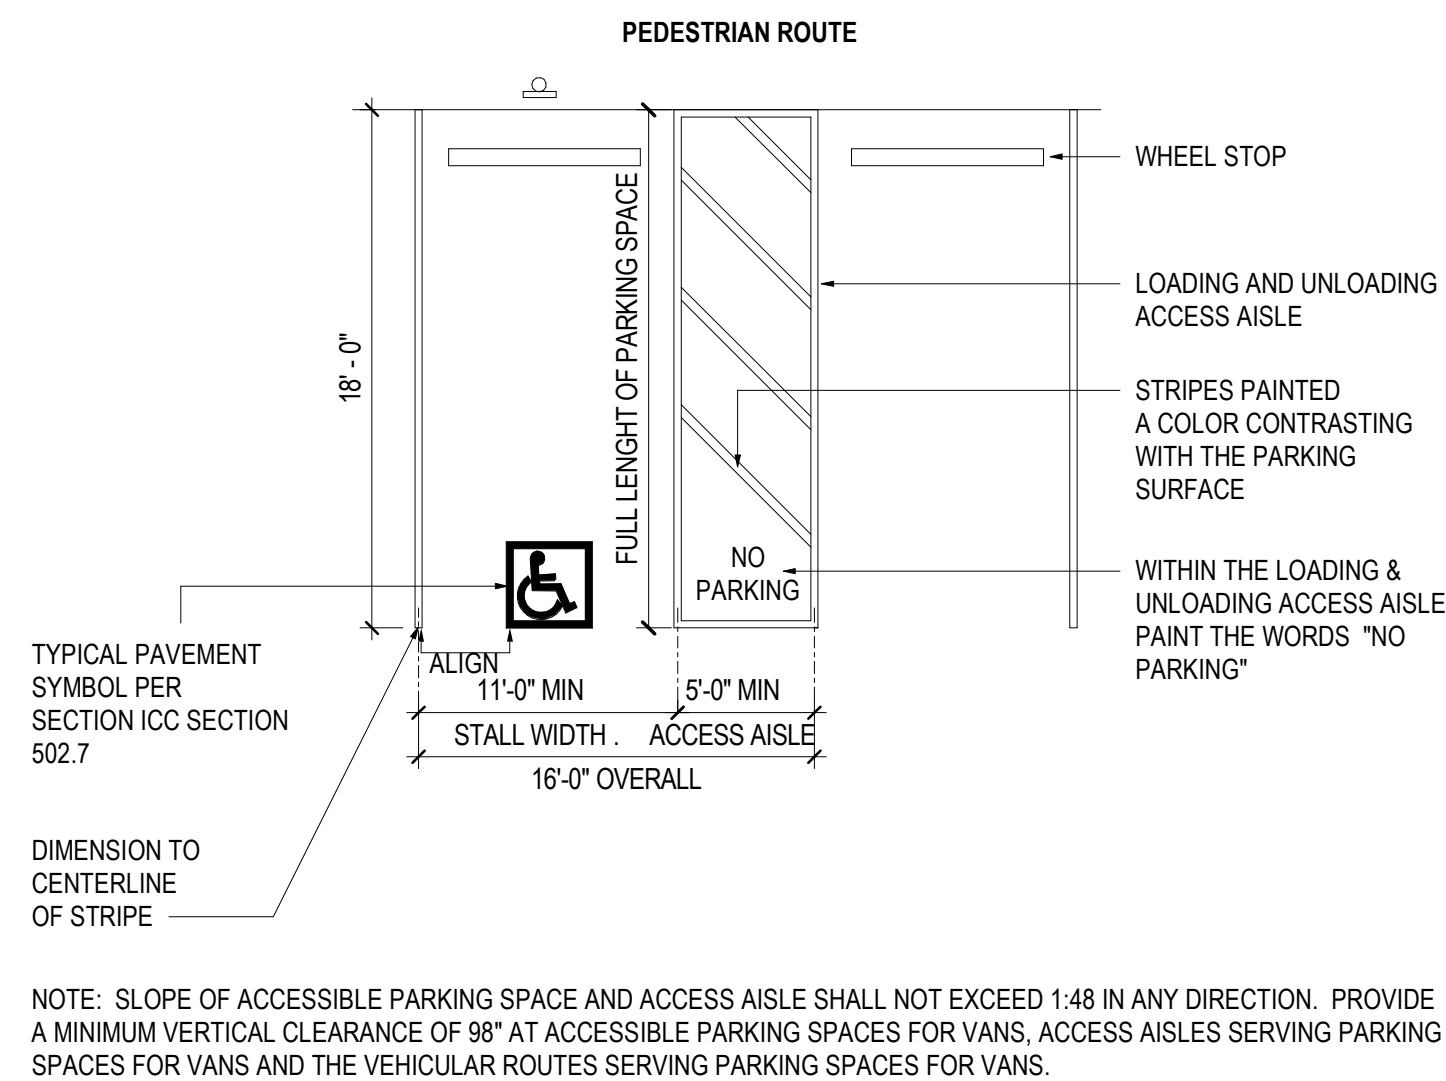 PEDESTRIAN ROUTE
WHEEL STOP
FULL LENGHT OF PARKING SPACE
18' - 0"
LOADING AND UNLOADING
ACCESS AISLE
STRIPES PAINTED
A COLOR CONTRASTING
WITH THE PARKING
SURFACE
NO
PARKING
WITHIN THE LOADING &
UNLOADING ACCESS AISLE
PAINT THE WORDS "NO
PARKING"
TYPICAL PAVEMENT
SYMBOL PER
SECTION ICC SECTION
502.7
ALIGN
11'-0" MIN
5'-0" MIN
STALL WIDTH .
ACCESS AISLE
16'-0" OVERALL
DIMENSION TO
CENTERLINE
OF STRIPE
NOTE: SLOPE OF ACCESSIBLE PARKING SPACE AND ACCESS AISLE SHALL NOT EXCEED 1:48 IN ANY DIRECTION. PROVIDE
A MINIMUM VERTICAL CLEARANCE OF 98" AT ACCESSIBLE PARKING SPACES FOR VANS, ACCESS AISLES SERVING PARKING
SPACES FOR VANS AND THE VEHICULAR ROUTES SERVING PARKING SPACES FOR VANS.